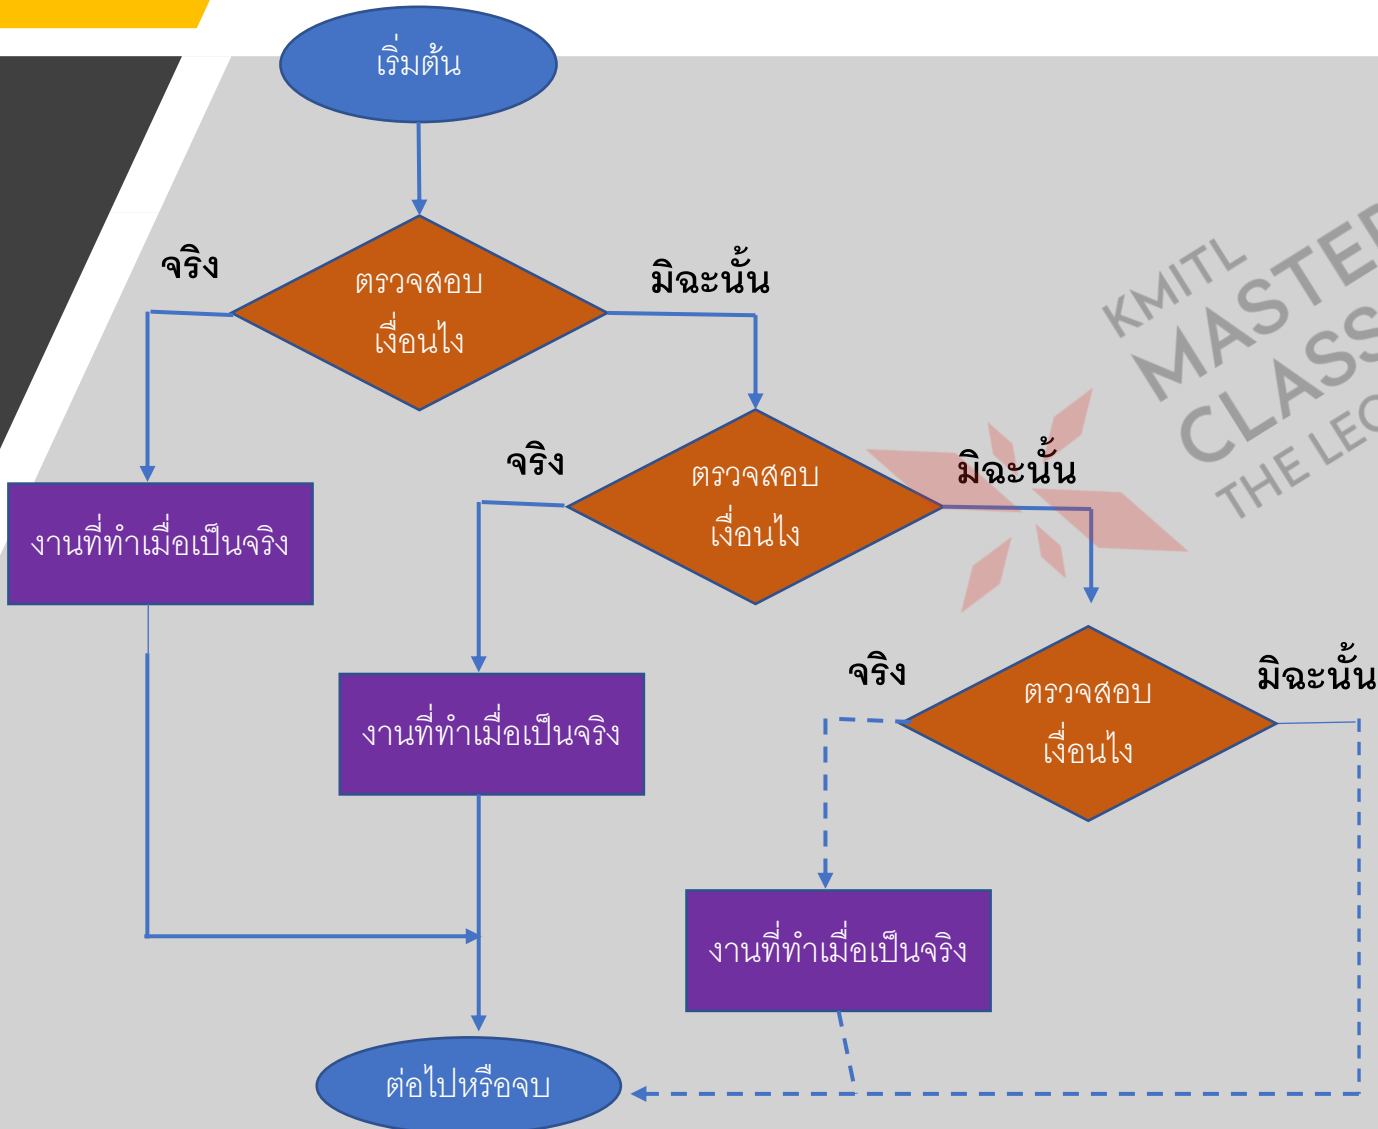 เริ่มต้น
จริง
ตรวจสอบ
เงื่อนไง
มิฉะนั้น
KMITL
MASTER
CLASS
THE
จริง
ตรวจสอบ
เงื่อนไง
มิฉะนั้น
งานที่ทำเมื่อเป็นจริง
จริง
ตรวจสอบ
เงื่อนไง
มิฉะนั้น
งานที่ทำเมื่อเป็นจริง
งานที่ทำเมื่อเป็นจริง
ต่อไปหรือจบ